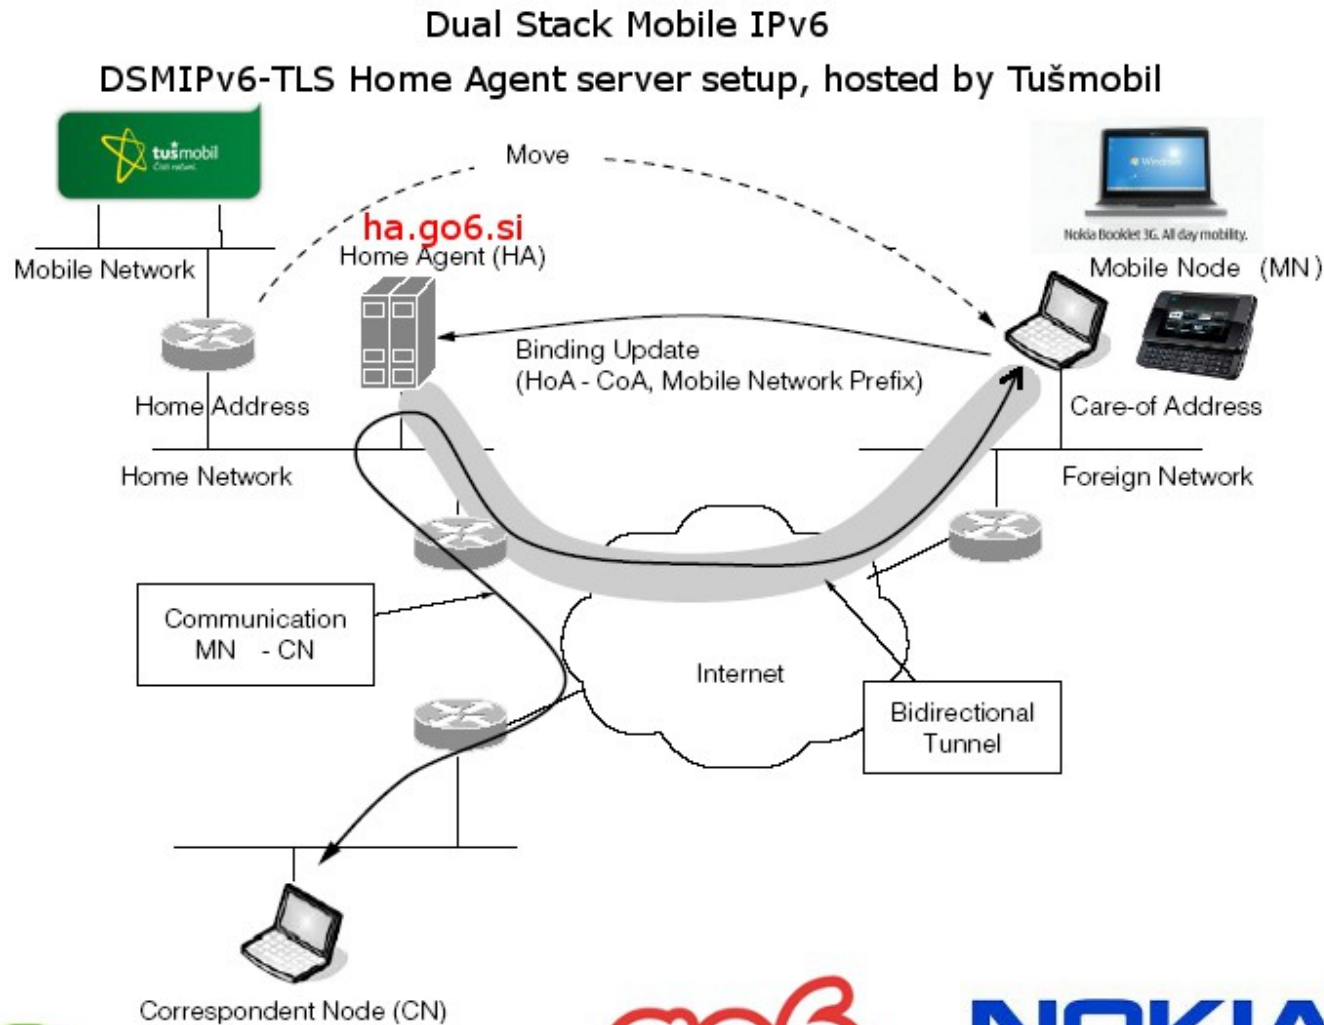 Dual Stack Mobile IPv6
DSMIPv6-TLS Home Agent server setup, hosted by Tušmobil
tušmobil
Move
ha.go6.si
Home Agent (HA)
Mobile Network
Windows
Nokia Booklet 3G. All day mobility.
Mobile Node (MN)
Binding Update
(HoA - CoA, Mobile Network Prefix)
Home Address
Care-of Address
Home Network
Foreign Network
Communication
MN - CN
Internet
Bidirectional
Tunnel
Correspondent Node (CN)
go6
NOKIA